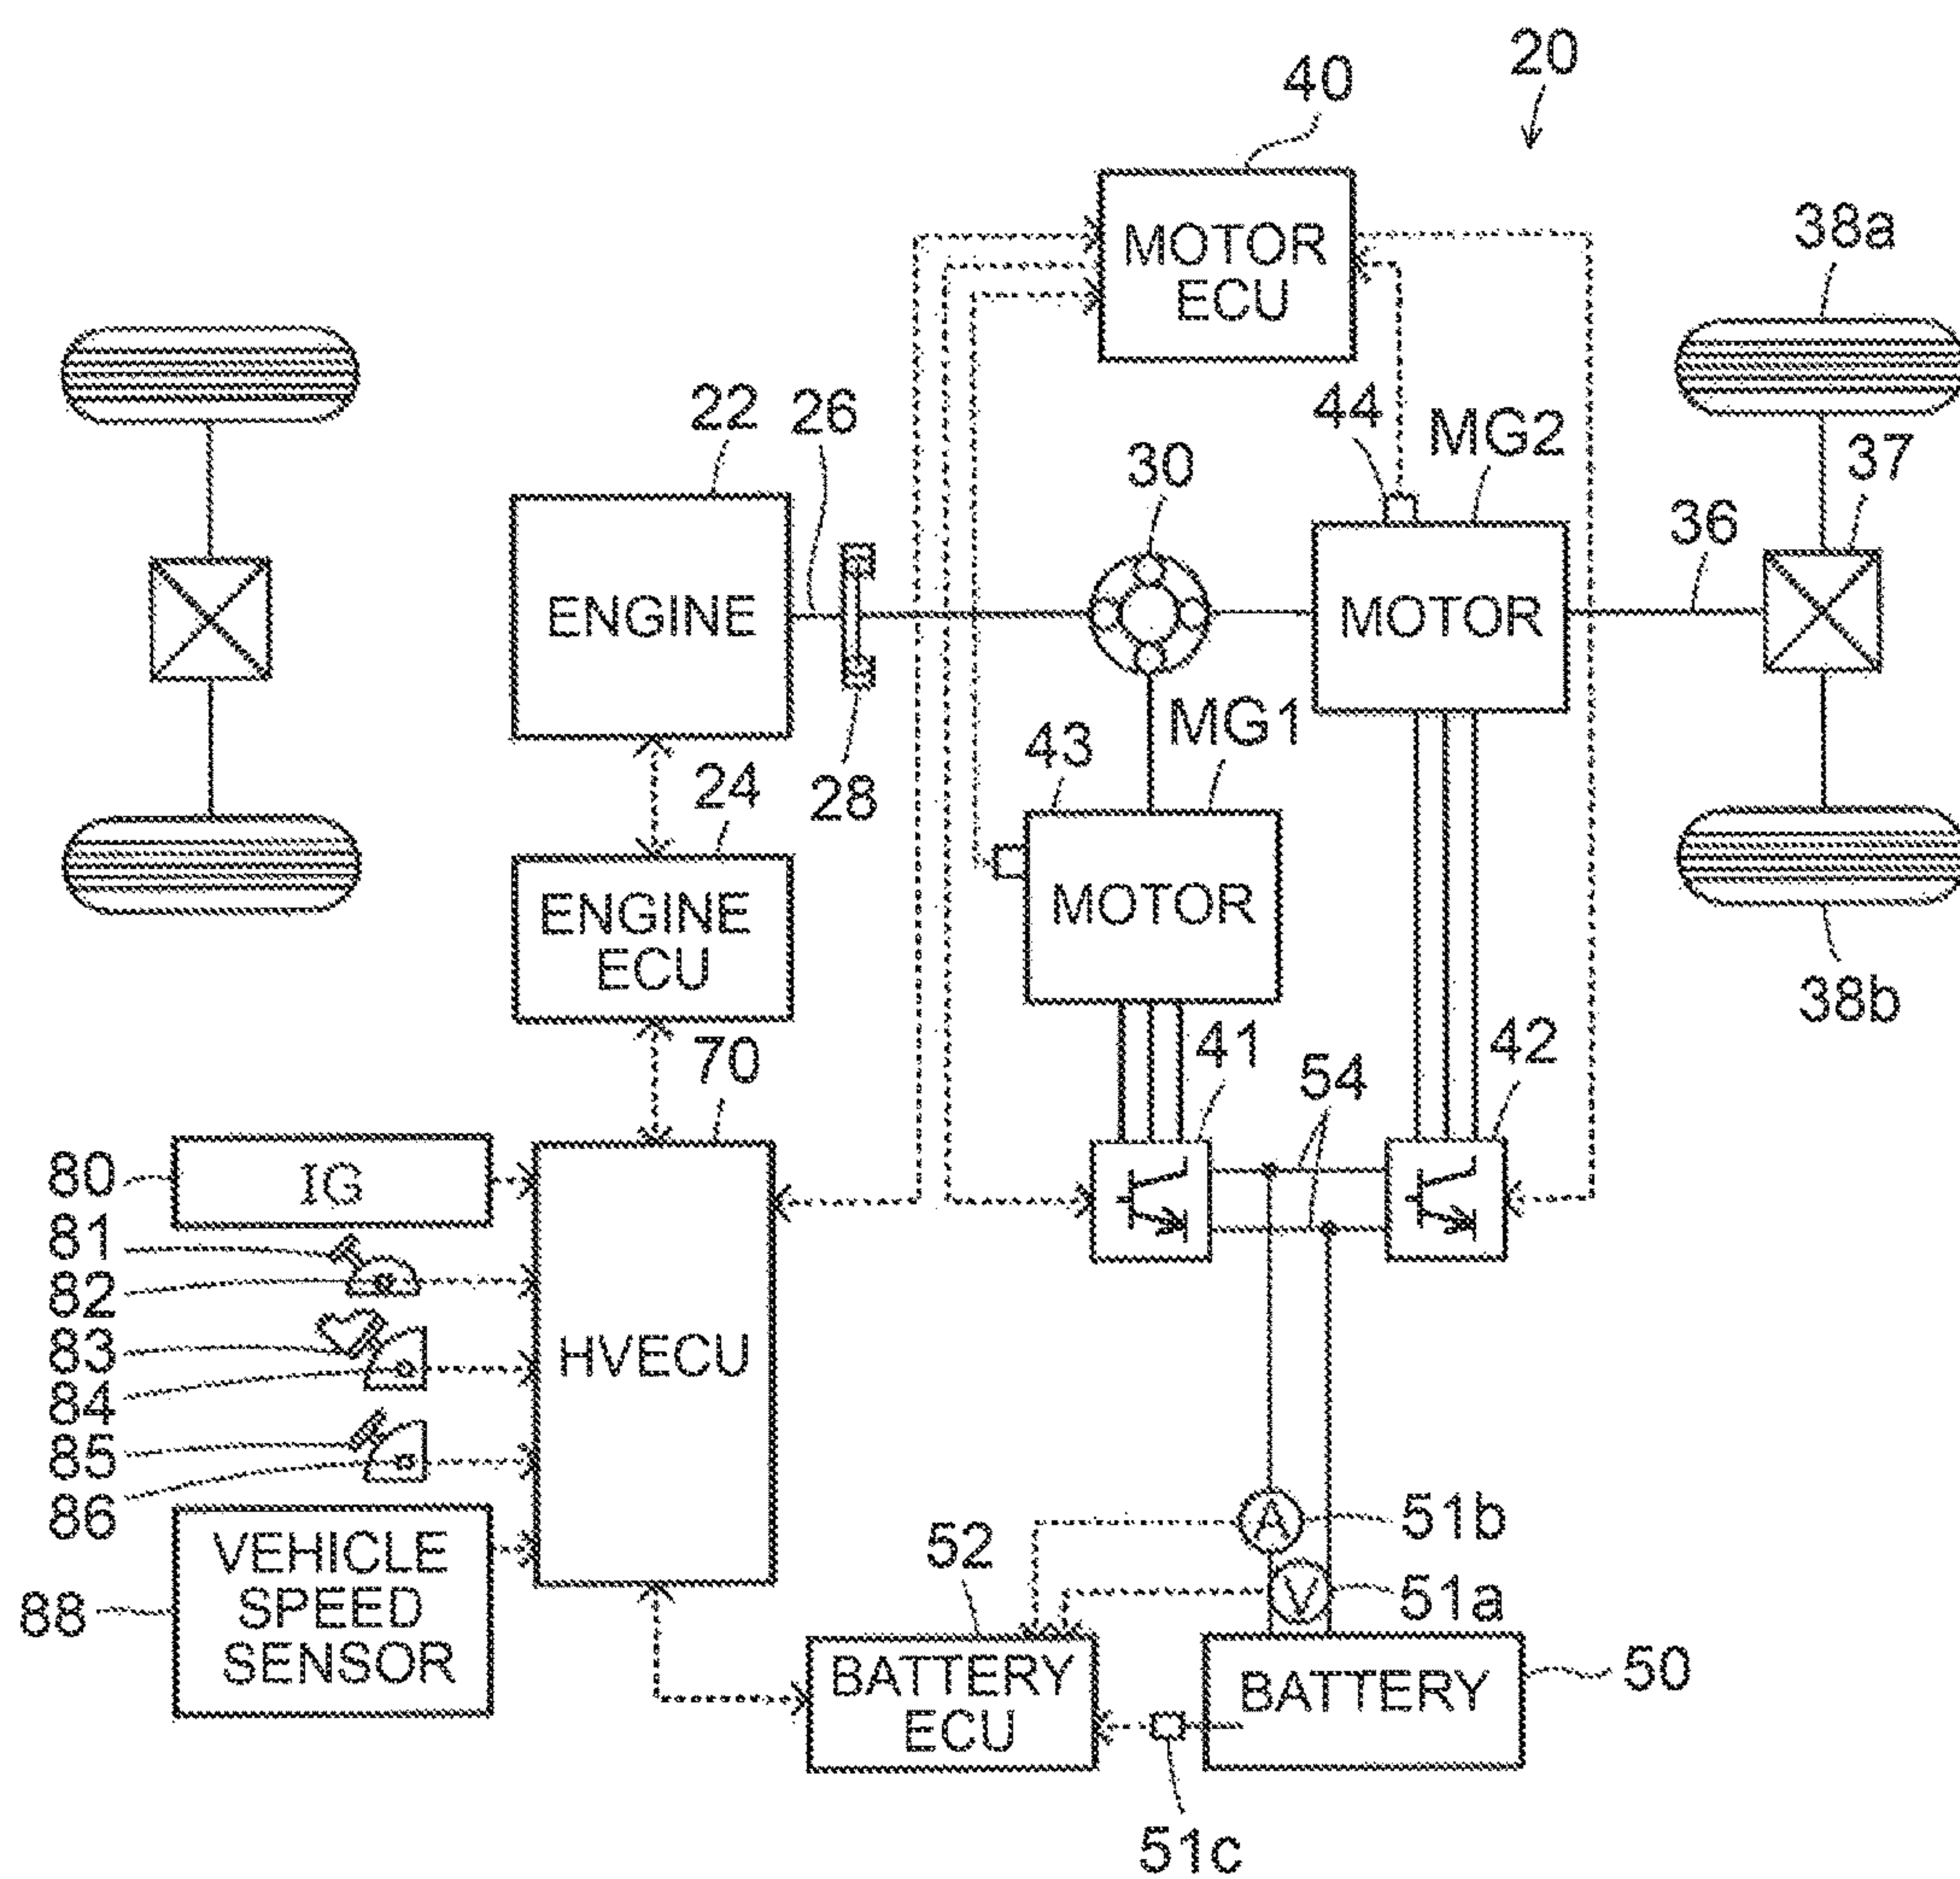 20
40
MOTOR
ECU
38a
22
26
44
MG2
37
30
36
ENGINE
MOTOR
MG1
43
24
28
ENGINE
ECU
MOTOR
38b
70
41
54
42
80
IG
81
82
83
84
85
86
HVECU
88
VEHICLE
SPEED
SENSOR
A
51b
52
V
51a
BATTERY
ECU
BATTERY
50
51c